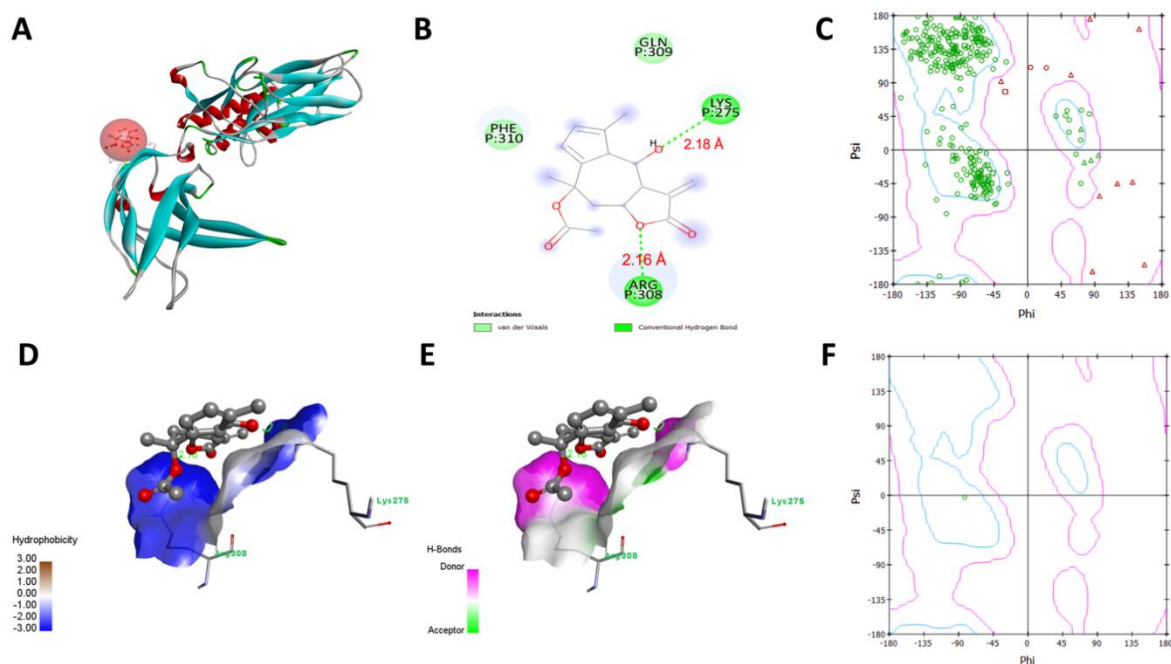 A
B
C
GLN
P:309
LYS
P:275
PHE
P:310
H
O
2.18 Å
O
O
O
O
2.16 Å
ARG
P:308
Interactions
van der Waals
Conventional Hydrogen Bond
180
135
90
45
0
-45
-90
-135
-180
Psi
-180 -135 -90 -45 0 45 90 135 180
Phi
D
E
F
Lys275
Arg308
Hydrophobicity
3.00
2.00
1.00
0.00
-1.00
-2.00
-3.00
Lys275
Arg308
H-Bonds
Donor
Acceptor
180
135
90
45
0
-45
-90
-135
-180
Psi
-180 -135 -90 -45 0 45 90 135 180
Phi